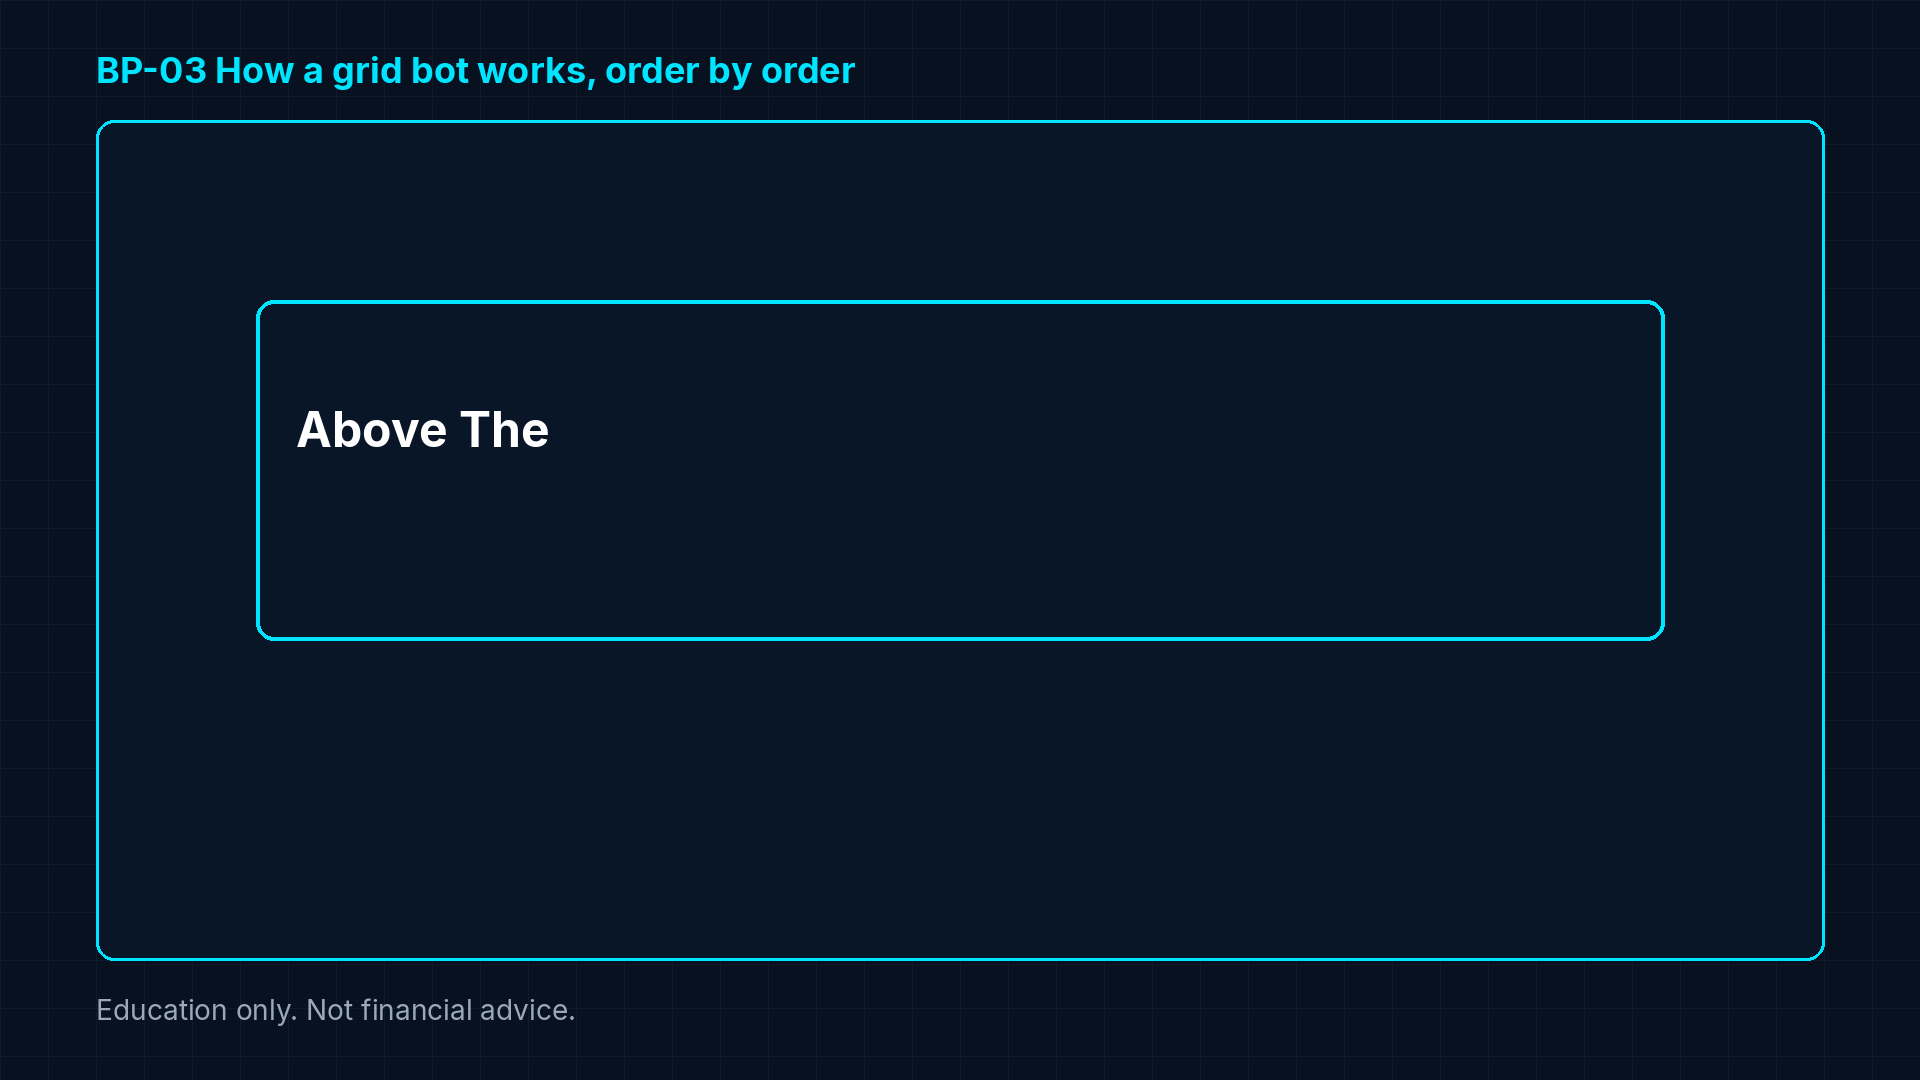 BP-03 How a grid bot works, order by order
Above The
Education only. Not financial advice.